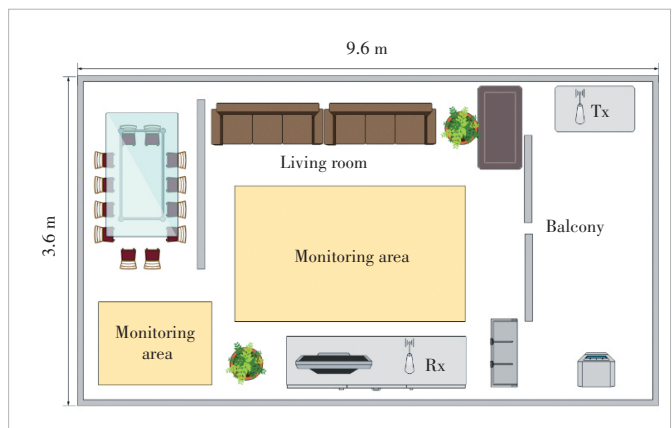 9.6 m
Tx
Living room
3.6 m
Balcony
Monitoring area
Monitoring
area
Rx